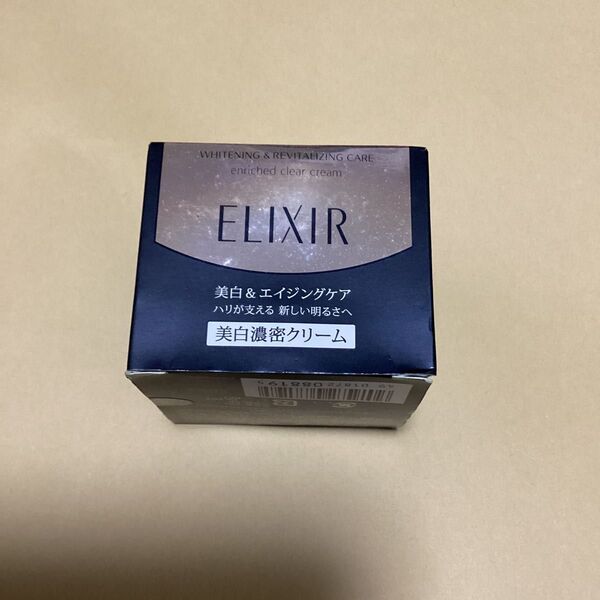 WHITENING & REVITALIZING CARE
enriched clear cream
ELIXIR
美白&エイジングケア
ハリが支える 新しい明るさへ
美白濃密クリーム
4901872088195